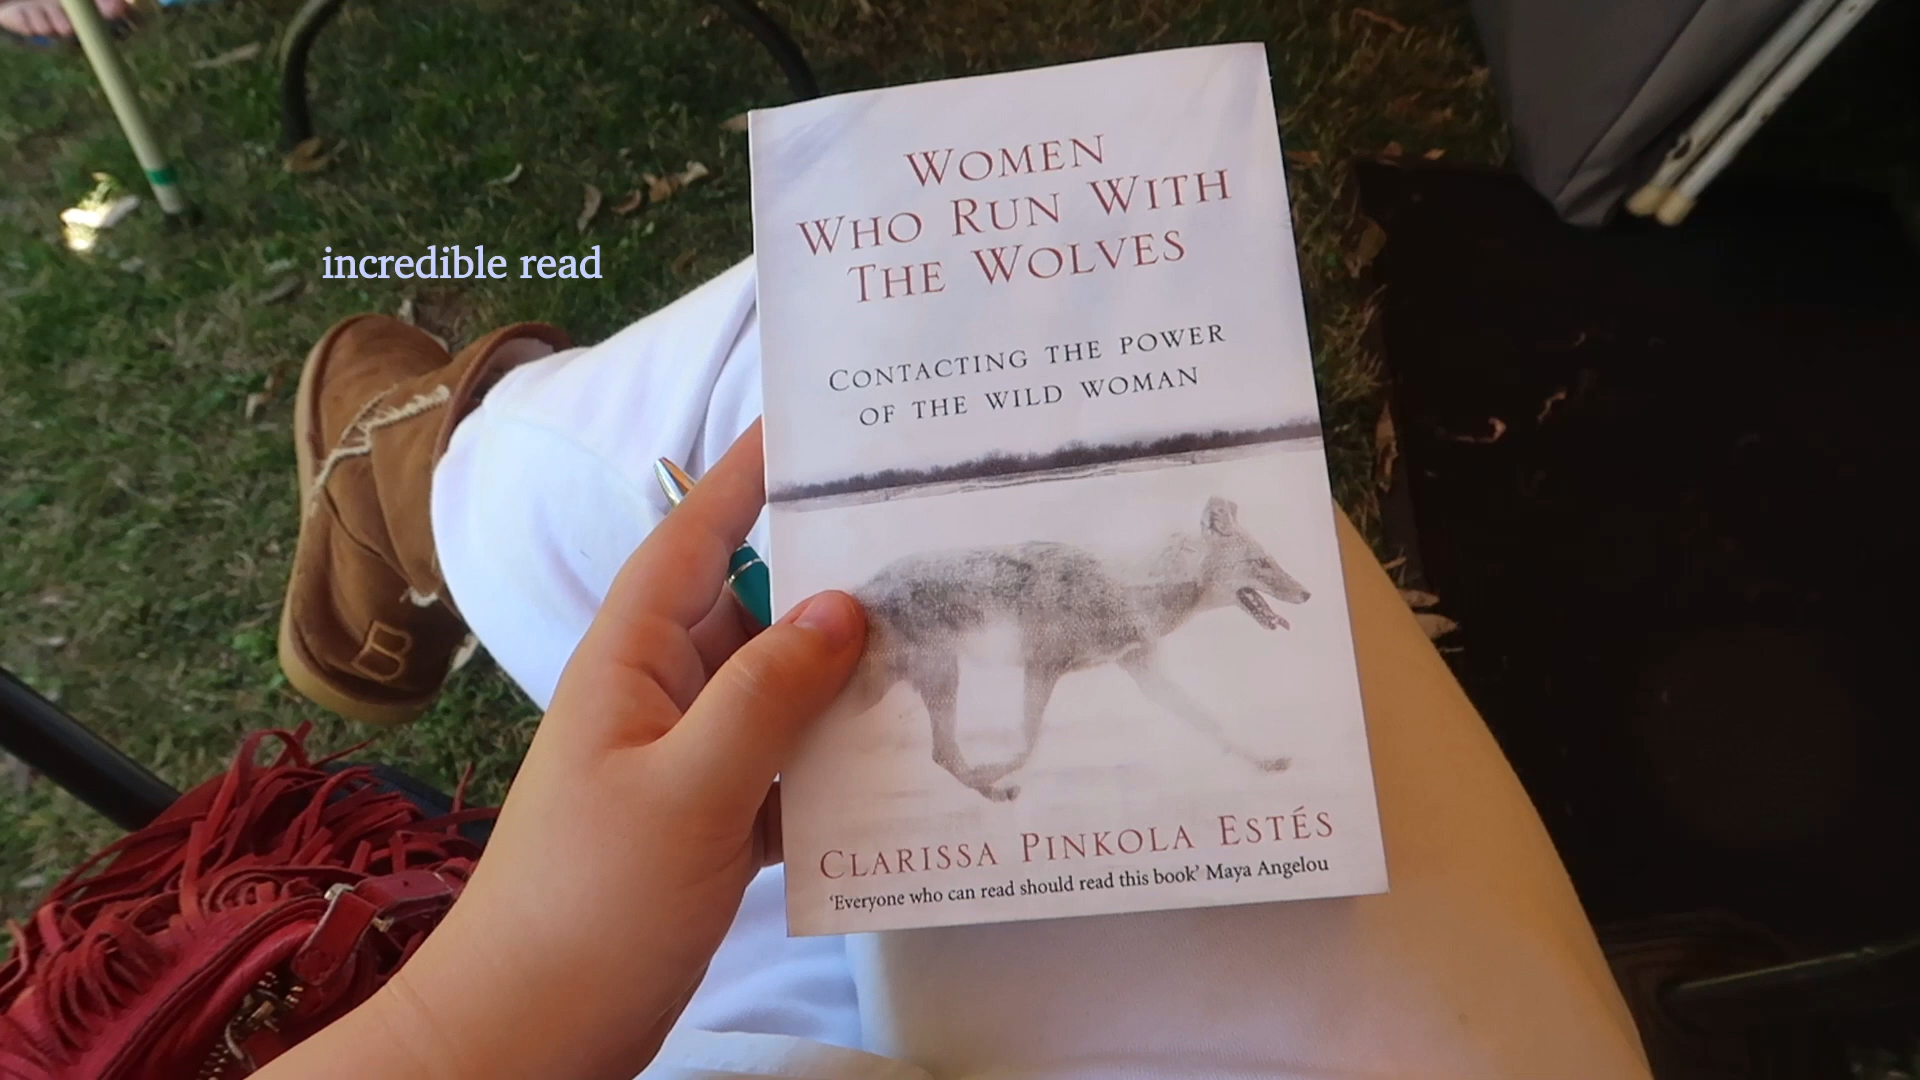 incredible read
WOMEN
WHO RUN WITH
THE WOLVES
CONTACTING THE POWER
OF THE WILD WOMAN
CLARISSA PINKOLA ESTÉS
'Everyone who can read should read this book' Maya Angelou
B